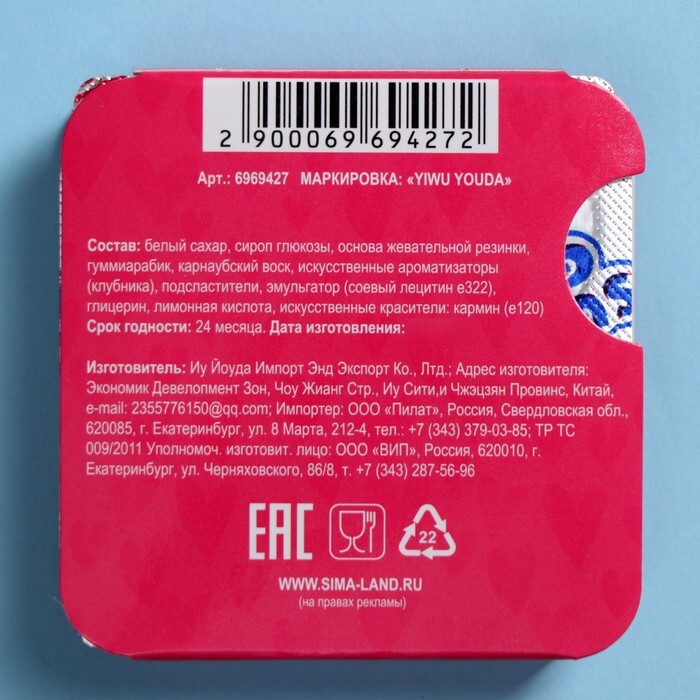 2 900069 694272
Арт.: 6969427 МАРКИРОВКА: «YIWU YOUDA»
Состав: белый сахар, сироп глюкозы, основа жевательной резинки,
гуммиарабик, карнаубский воск, искусственные ароматизаторы
(клубника), подсластители, эмульгатор (соевый лецитин е322),
глицерин, лимонная кислота, искусственные красители: кармин (е120)
Срок годности: 24 месяца. Дата изготовления:
Изготовитель: Иу Йоуда Импорт Энд Экспорт Ко., Лтд.; Адрес изготовителя:
Экономик Девелопмент Зон, Чоу Жианг Стр., Иу Сити,и Чжэцзян Провинс, Китай,
e-mail: 2355776150@qq.com; Импортер: ООО «Пилат», Россия, Свердловская обл.,
620085, г. Екатеринбург, ул. 8 Марта, 212-4, тел.: +7 (343) 379-03-85; ТР ТС
009/2011 Уполномоч. изготовит. лицо: ООО «ВИП», Россия, 620010, г.
Екатеринбург, ул. Черняховского, 86/8, т. +7 (343) 287-56-96
EAC
22
WWW.SIMA-LAND.RU
(на правах рекламы)